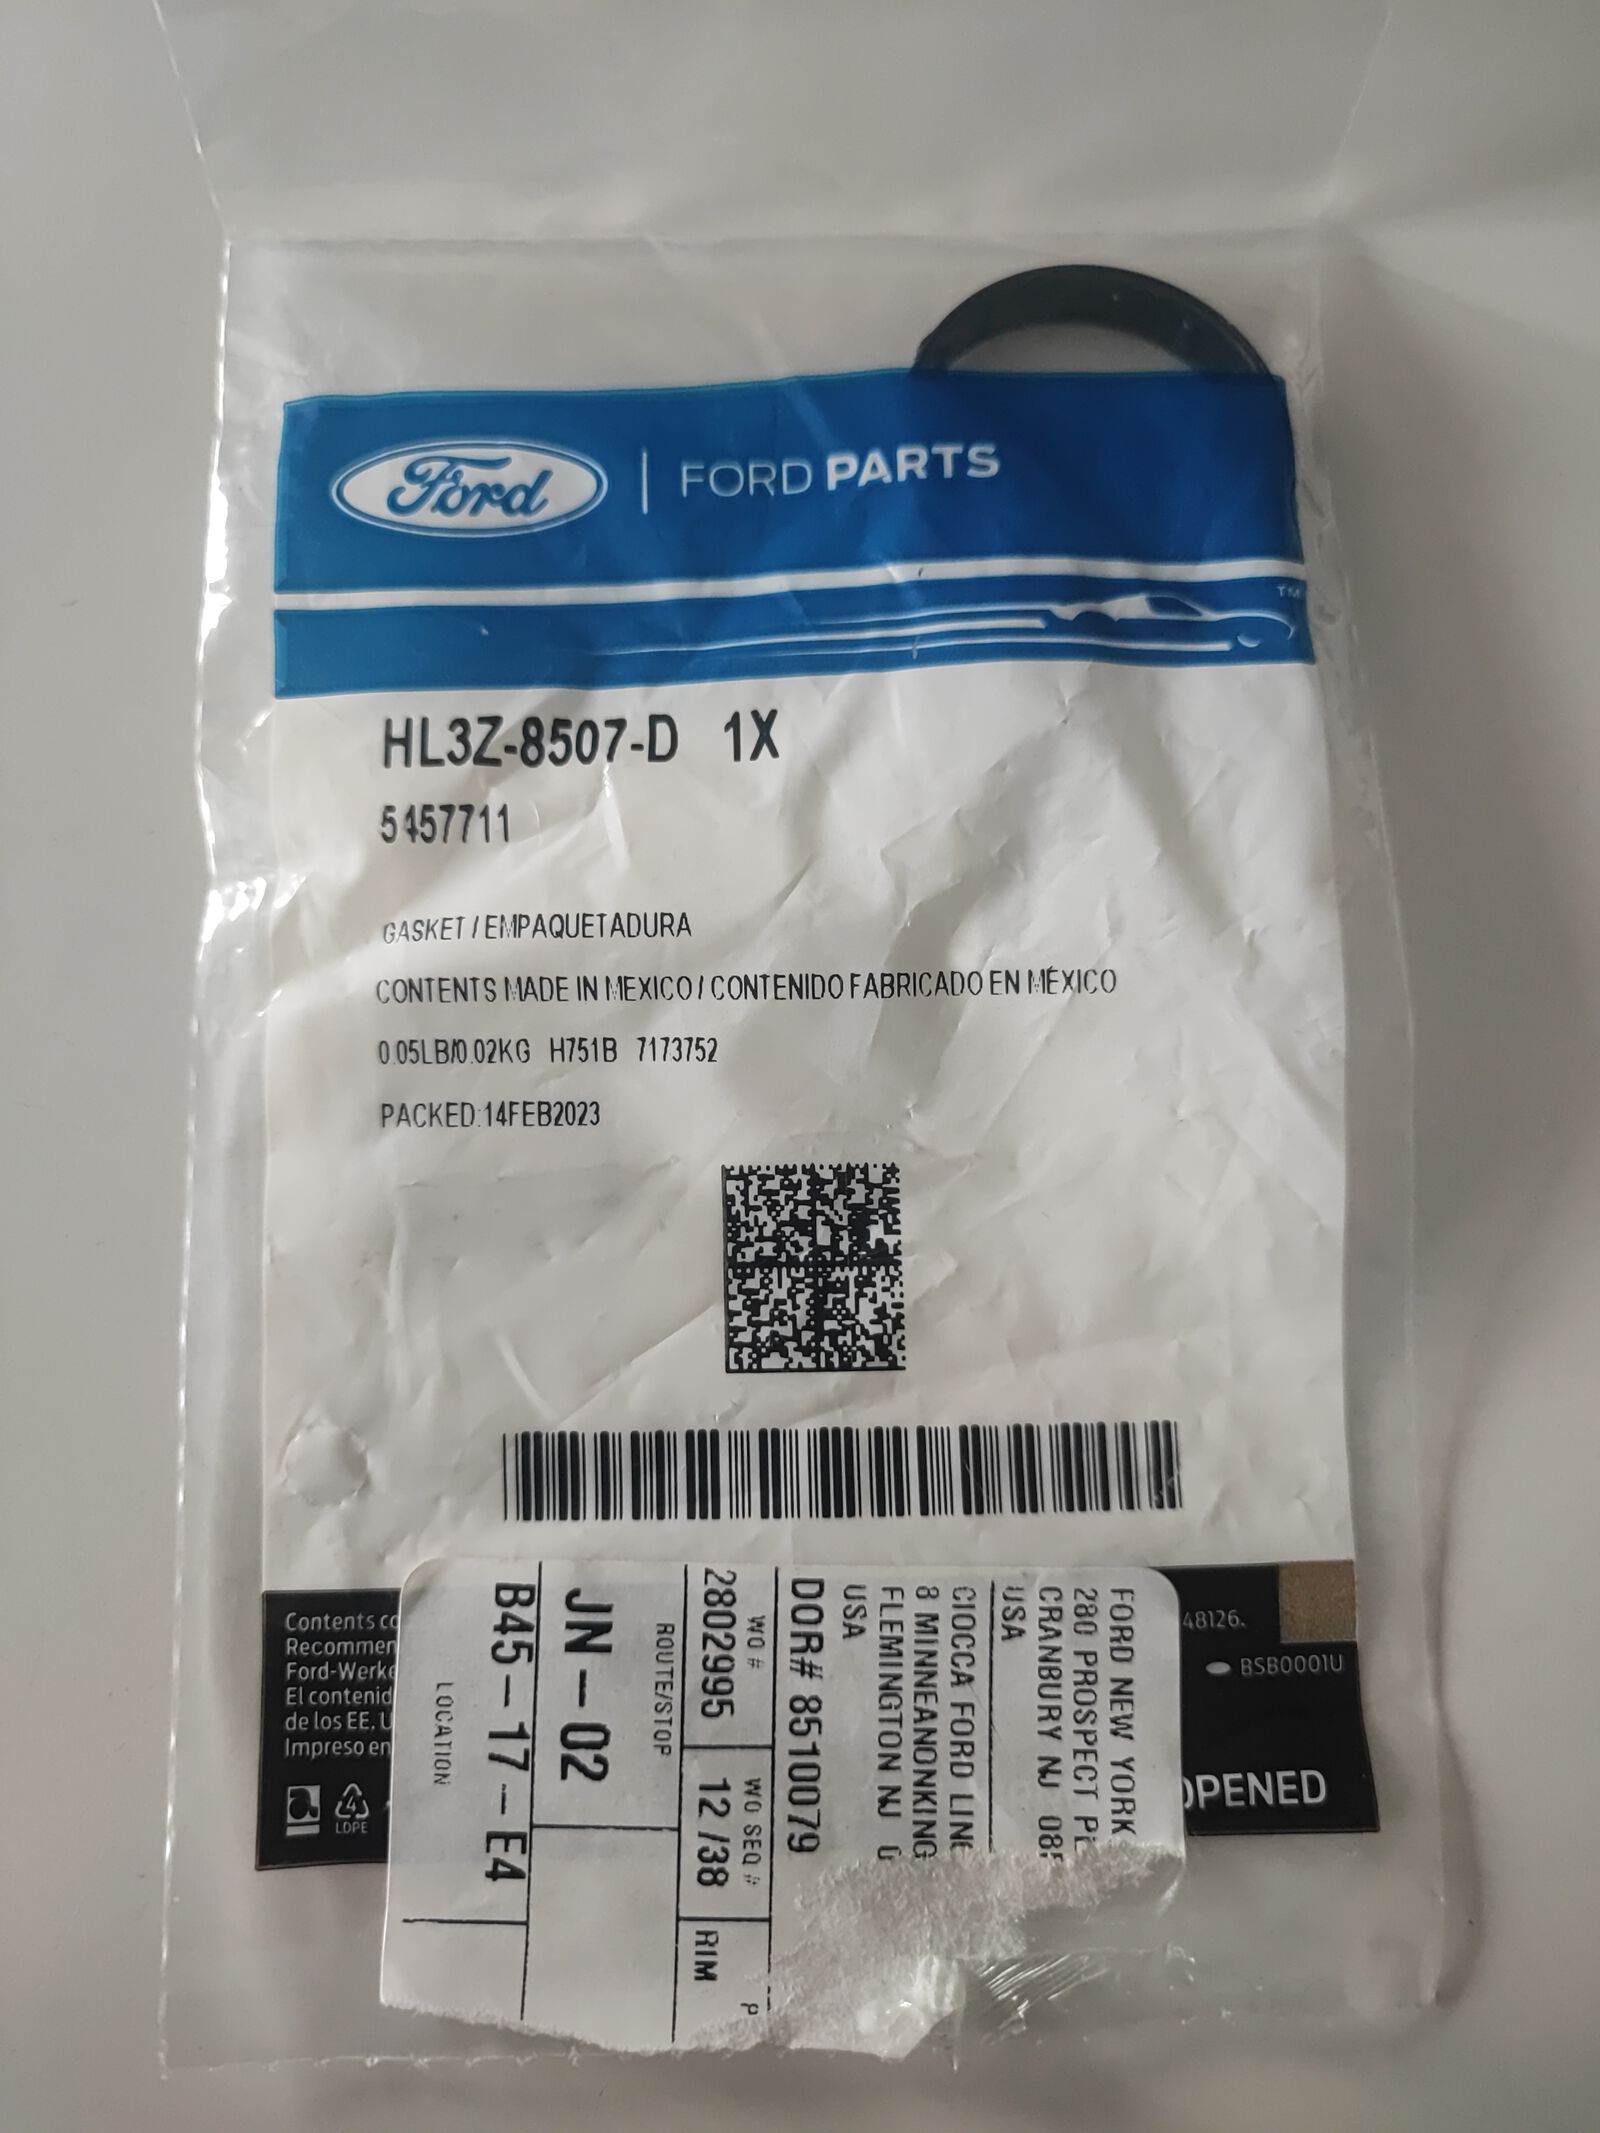 Ford | FORD PARTS
TM
HL3Z-8507-D 1X
5457711
GASKET / EMPAQUETADURA
CONTENTS MADE IN MEXICO / CONTENIDO FABRICADO EN MÉXICO
0.05LB/0.02KG H751B 7173752
PACKED:14FEB2023
Contents
Recommen
Ford-Werke
El contenid
de los EE. U
Impreso en
4
LDPE
48126.
BSB0001U
OPENED
FORD NEW YORK
280 PROSPECT
CRANBURY NJ
USA
CIOCCA FORD
8 MINNEANONKING
FLEMINGTON NJ
USA
DOR# 8510079
WO # WO SEQ #
2802995 12/38 RIM
P
ROUTE/STOP
JN-02
B45-17-E4
LOCATION